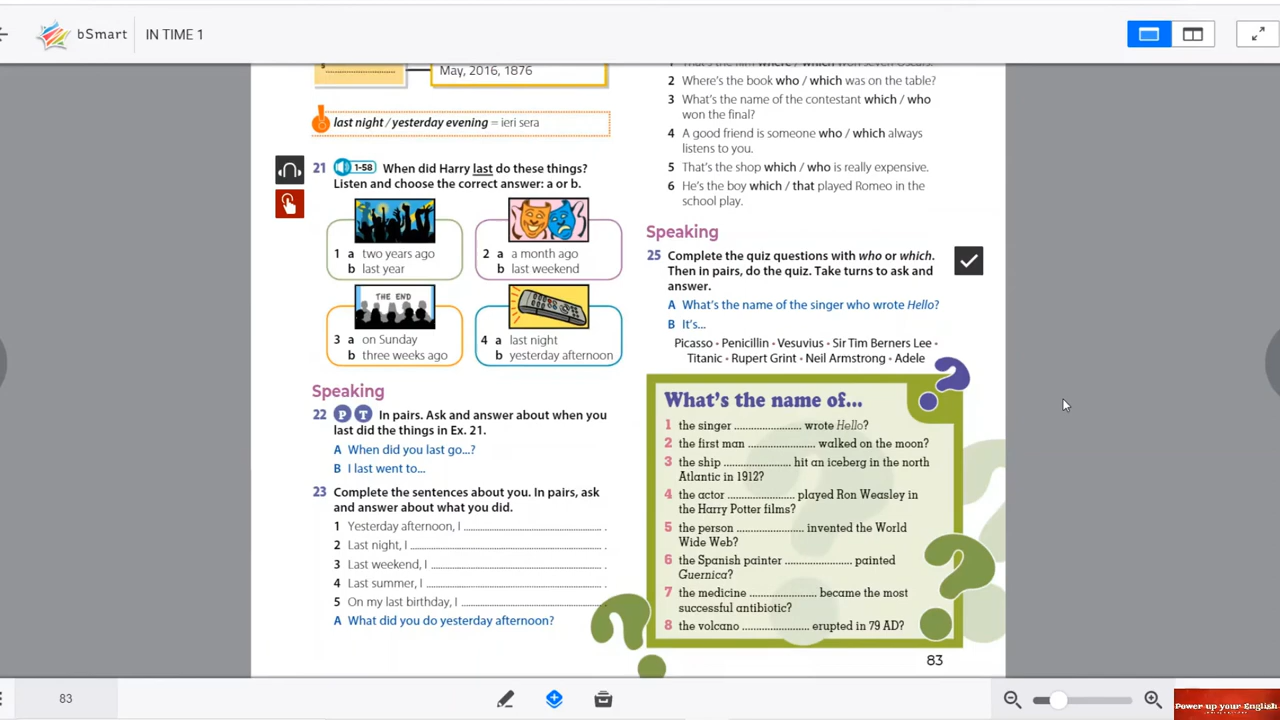 bSmart
IN TIME 1
May, 2016, 1876
last night / yesterday evening = ieri sera
21 1-58 When did Harry last do these things?
Listen and choose the correct answer: a or b.
1 a two years ago
b last year
2 a a month ago
b last weekend
THE END
3 a on Sunday
b three weeks ago
4 a last night
b yesterday afternoon
Speaking
22 P T In pairs. Ask and answer about when you
last did the things in Ex. 21.
A When did you last go...?
B I last went to...
23 Complete the sentences about you. In pairs, ask
and answer about what you did.
1 Yesterday afternoon, I .................................... .
2 Last night, I .................................................. .
3 Last weekend, I ............................................. .
4 Last summer, I .............................................. .
5 On my last birthday, I .................................... .
A What did you do yesterday afternoon?
1 That's the film where / which won seven Oscars.
2 Where's the book who / which was on the table?
3 What's the name of the contestant which / who
won the final?
4 A good friend is someone who / which always
listens to you.
5 That's the shop which / who is really expensive.
6 He's the boy which / that played Romeo in the
school play.
Speaking
25 Complete the quiz questions with who or which.
Then in pairs, do the quiz. Take turns to ask and
answer.
A What's the name of the singer who wrote Hello?
B It's...
Picasso • Penicillin • Vesuvius • Sir Tim Berners Lee •
Titanic • Rupert Grint • Neil Armstrong • Adele
What's the name of...
1 the singer ...................... wrote Hello?
2 the first man ...................... walked on the moon?
3 the ship ...................... hit an iceberg in the north
Atlantic in 1912?
4 the actor ...................... played Ron Weasley in
the Harry Potter films?
5 the person ...................... invented the World
Wide Web?
6 the Spanish painter ...................... painted
Guernica?
7 the medicine ...................... became the most
successful antibiotic?
8 the volcano ...................... erupted in 79 AD?
83
83
Power up your English